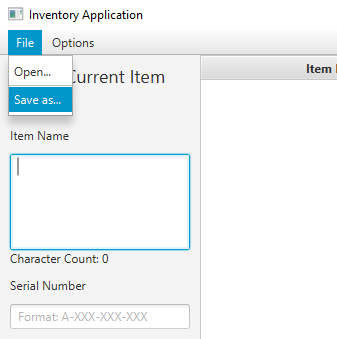 Inventory Application
File Options
Open...
Save as...
Current Item
Item
Item Name
Character Count: 0
Serial Number
Format: A-XXX-XXX-XXX